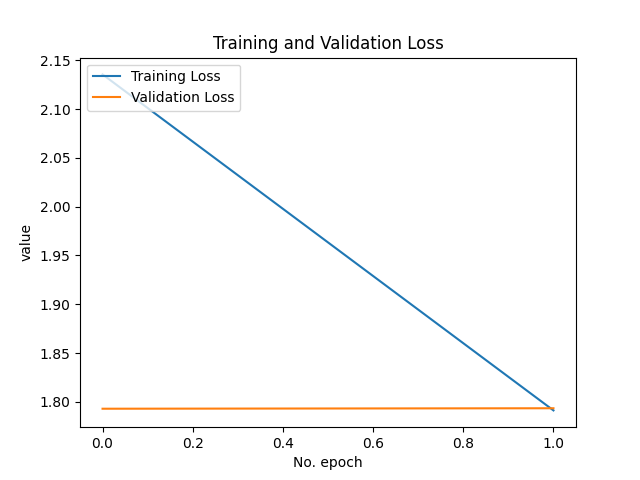 Training and Validation Loss
Training Loss
Validation Loss
2.15
2.10
2.05
2.00
1.95
1.90
1.85
1.80
value
0.0 0.2 0.4 0.6 0.8 1.0
No. epoch